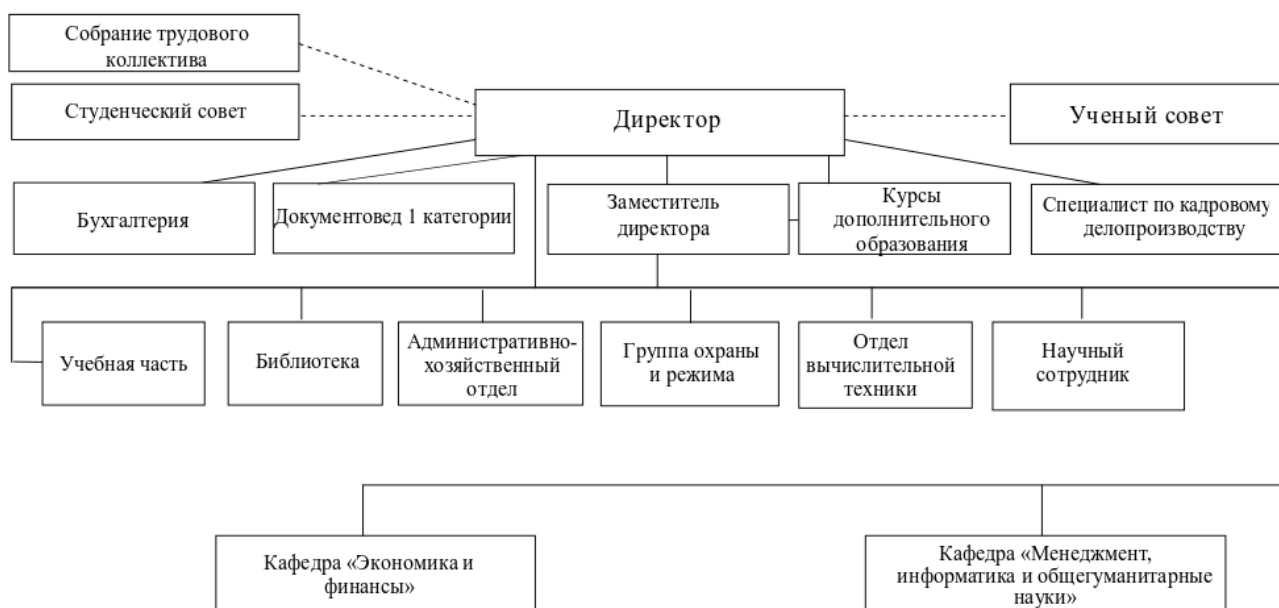 Собрание трудового
коллектива
Студенческий совет
Директор
Ученый совет
Бухгалтерия
Документовед 1 категории
Заместитель
директора
Курсы
дополнительного
образования
Специалист по кадровому
делопроизводству
Учебная часть
Библиотека
Административно-
хозяйственный
отдел
Группа охраны
и режима
Отдел
вычислительной
техники
Научный
сотрудник
Кафедра «Экономика и
финансы»
Кафедра «Менеджмент,
информатика и общегуманитарные
науки»